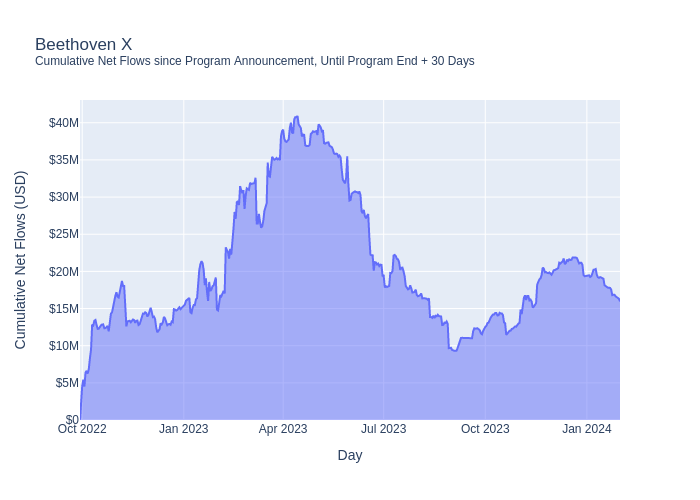 Beethoven X
Cumulative Net Flows since Program Announcement, Until Program End + 30 Days
Cumulative Net Flows (USD)
$40M
$35M
$30M
$25M
$20M
$15M
$10M
$5M
$0
Oct 2022 Jan 2023 Apr 2023 Jul 2023 Oct 2023 Jan 2024
Day